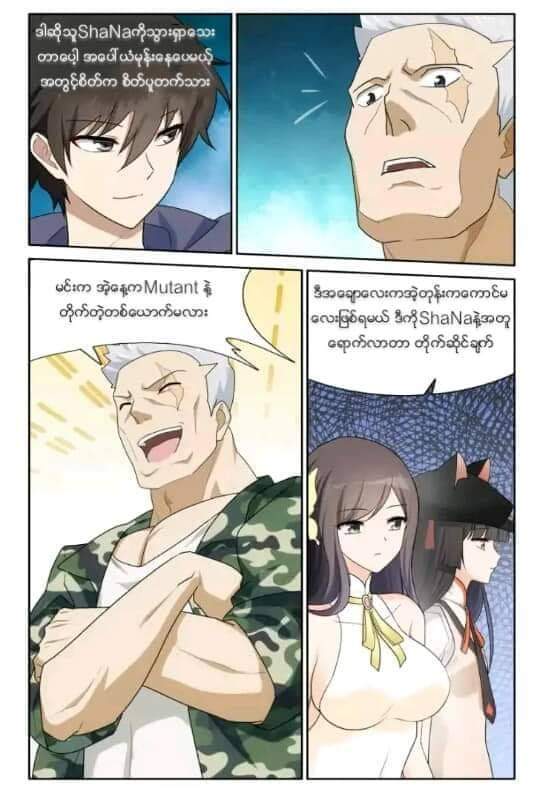 ဒါဆိုသူShaNaကိုသွားရှာသေး
တာပေါ့ အပေါ်ယံမုန်းနေပေမယ့်
အတွင့်စိတ်က စိတ်ပူတက်သား
မင်းက အဲ့နေ့က Mutant နဲ့
တိုက်တဲ့တစ်ယောက်မလား
ဒီအချောလေးကအဲ့တုန်းကကောင်မ
လေးဖြစ်ရမယ် ဒီကိုShaNaနဲ့အတူ
ရောက်လာတာ တိုက်ဆိုင်ချက်